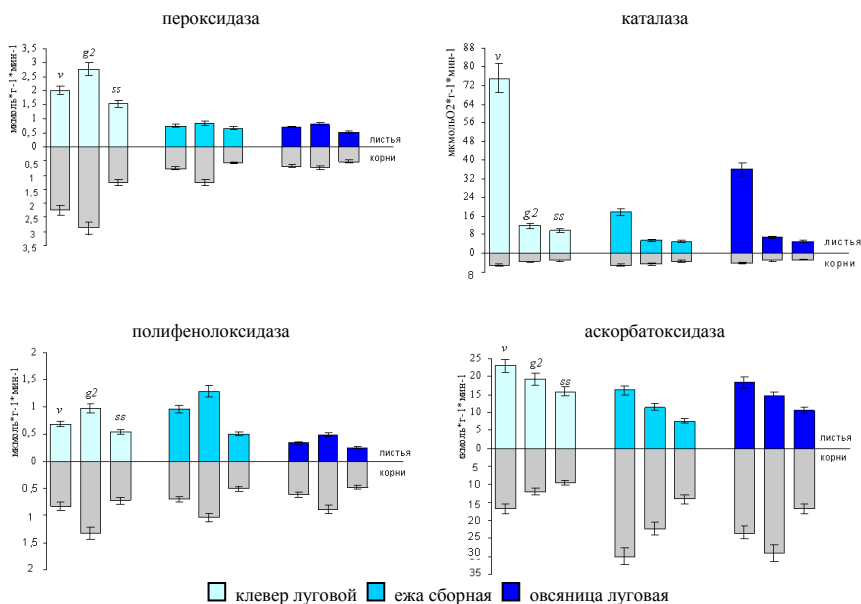 пероксидаза
мкмоль*г-1*мин-1
3,5
3
2,5
2
1,5
1
0,5
0
0,5
1
1,5
2
2,5
3
3,5
v
g2
ss
листья
корни
каталаза
мкмольО2*г-1*мин-1
88
80
72
64
56
48
40
32
24
16
8
0
8
v
g2
ss
листья
корни
полифенолоксидаза
мкмоль*г-1*мин-1
2
1,5
1
0,5
0
0,5
1
1,5
2
v
g2
ss
листья
корни
аскорбатоксидаза
25
20
15
10
5
0
5
10
15
20
25
30
35
v
g2
ss
листья
корни
клевер луговой
ежа сборная
овсяница луговая